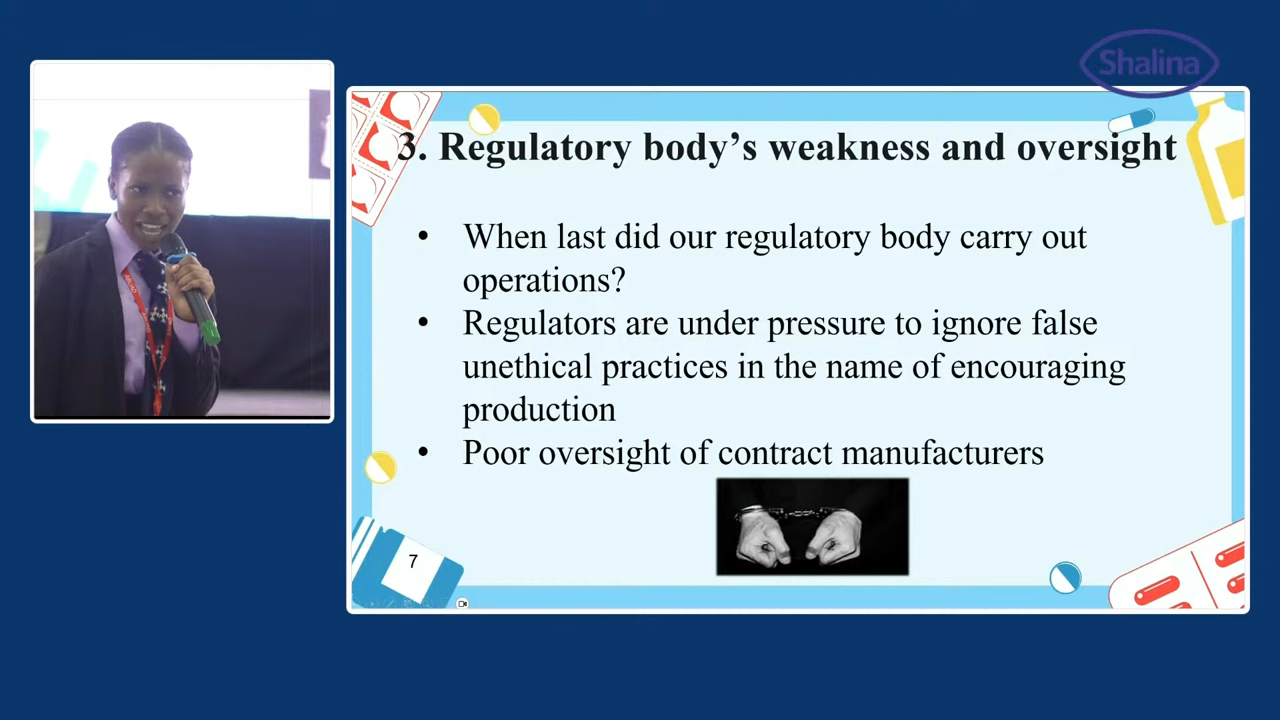 Shalina
3. Regulatory body's weakness and oversight
• When last did our regulatory body carry out
operations?
• Regulators are under pressure to ignore false
unethical practices in the name of encouraging
production
• Poor oversight of contract manufacturers
7